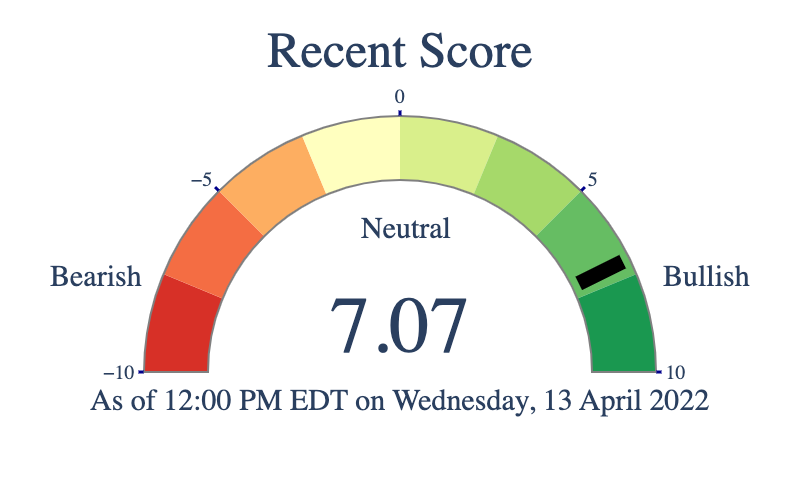 Recent Score
0
−5
5
Neutral
Bearish
Bullish
7.07
−10
10
As of 12:00 PM EDT on Wednesday, 13 April 2022